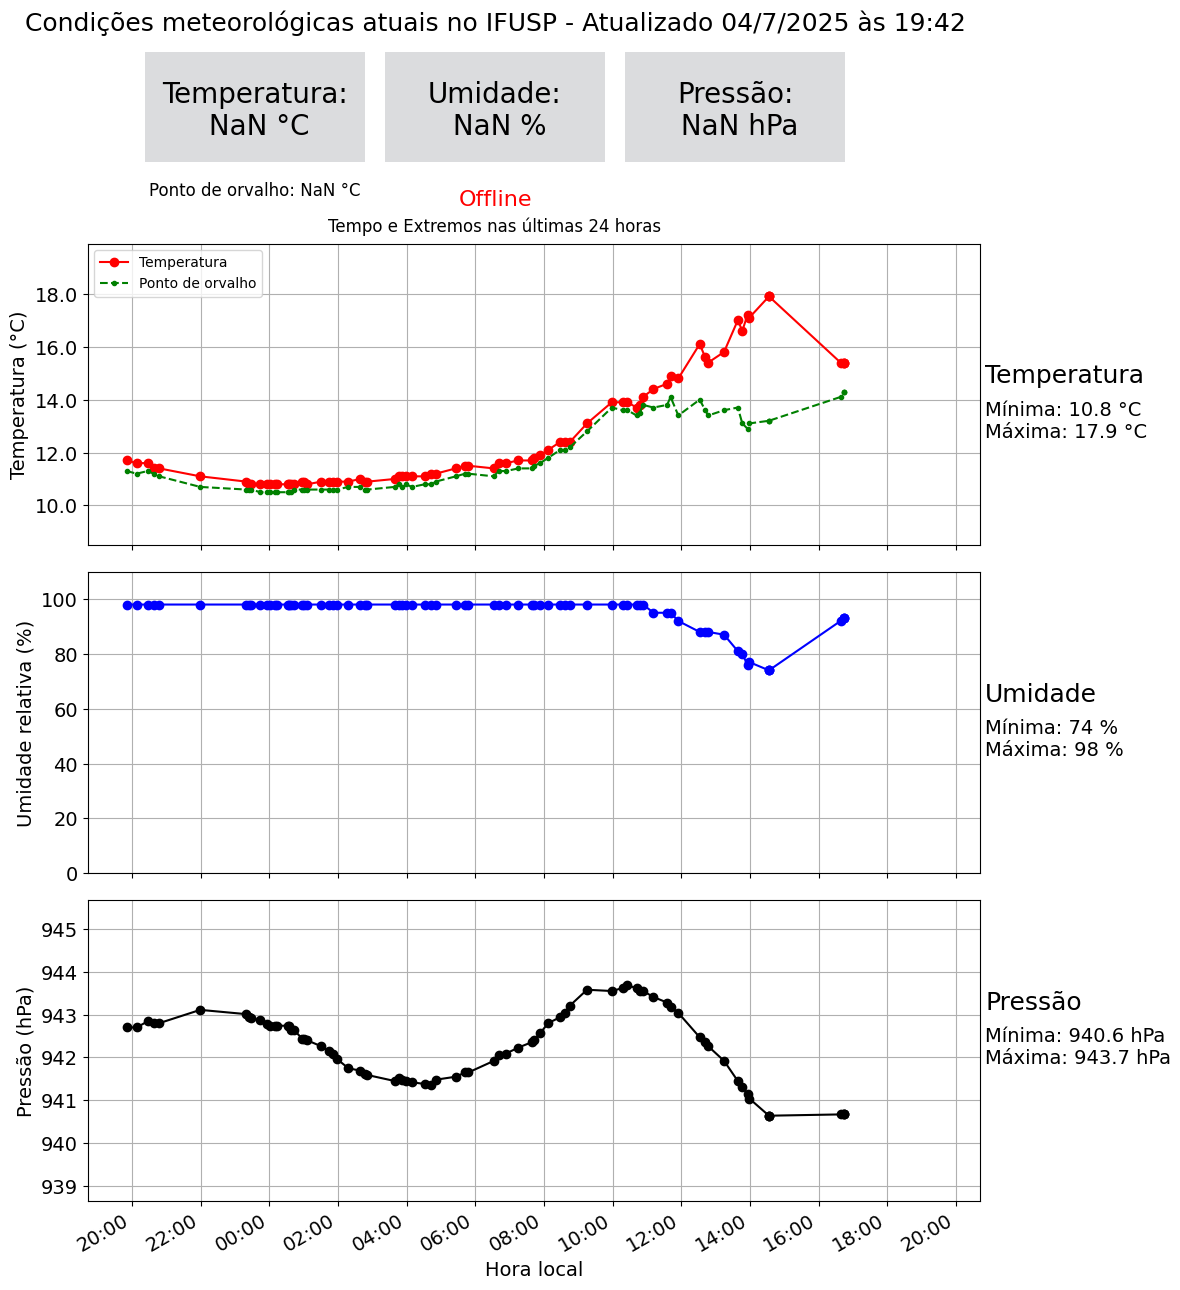 Condições meteorológicas atuais no IFUSP - Atualizado 04/7/2025 às 19:42
Temperatura:
NaN °C
Umidade:
NaN %
Pressão:
NaN hPa
Ponto de orvalho: NaN °C
Offline
Tempo e Extremos nas últimas 24 horas
Temperatura
Ponto de orvalho
Temperatura (°C)
18.0
16.0
14.0
12.0
10.0
Temperatura
Mínima: 10.8 °C
Máxima: 17.9 °C
Umidade relativa (%)
100
80
60
40
20
0
Umidade
Mínima: 74 %
Máxima: 98 %
Pressão (hPa)
945
944
943
942
941
940
939
Pressão
Mínima: 940.6 hPa
Máxima: 943.7 hPa
20:00
22:00
00:00
02:00
04:00
06:00
08:00
10:00
12:00
14:00
16:00
18:00
20:00
Hora local